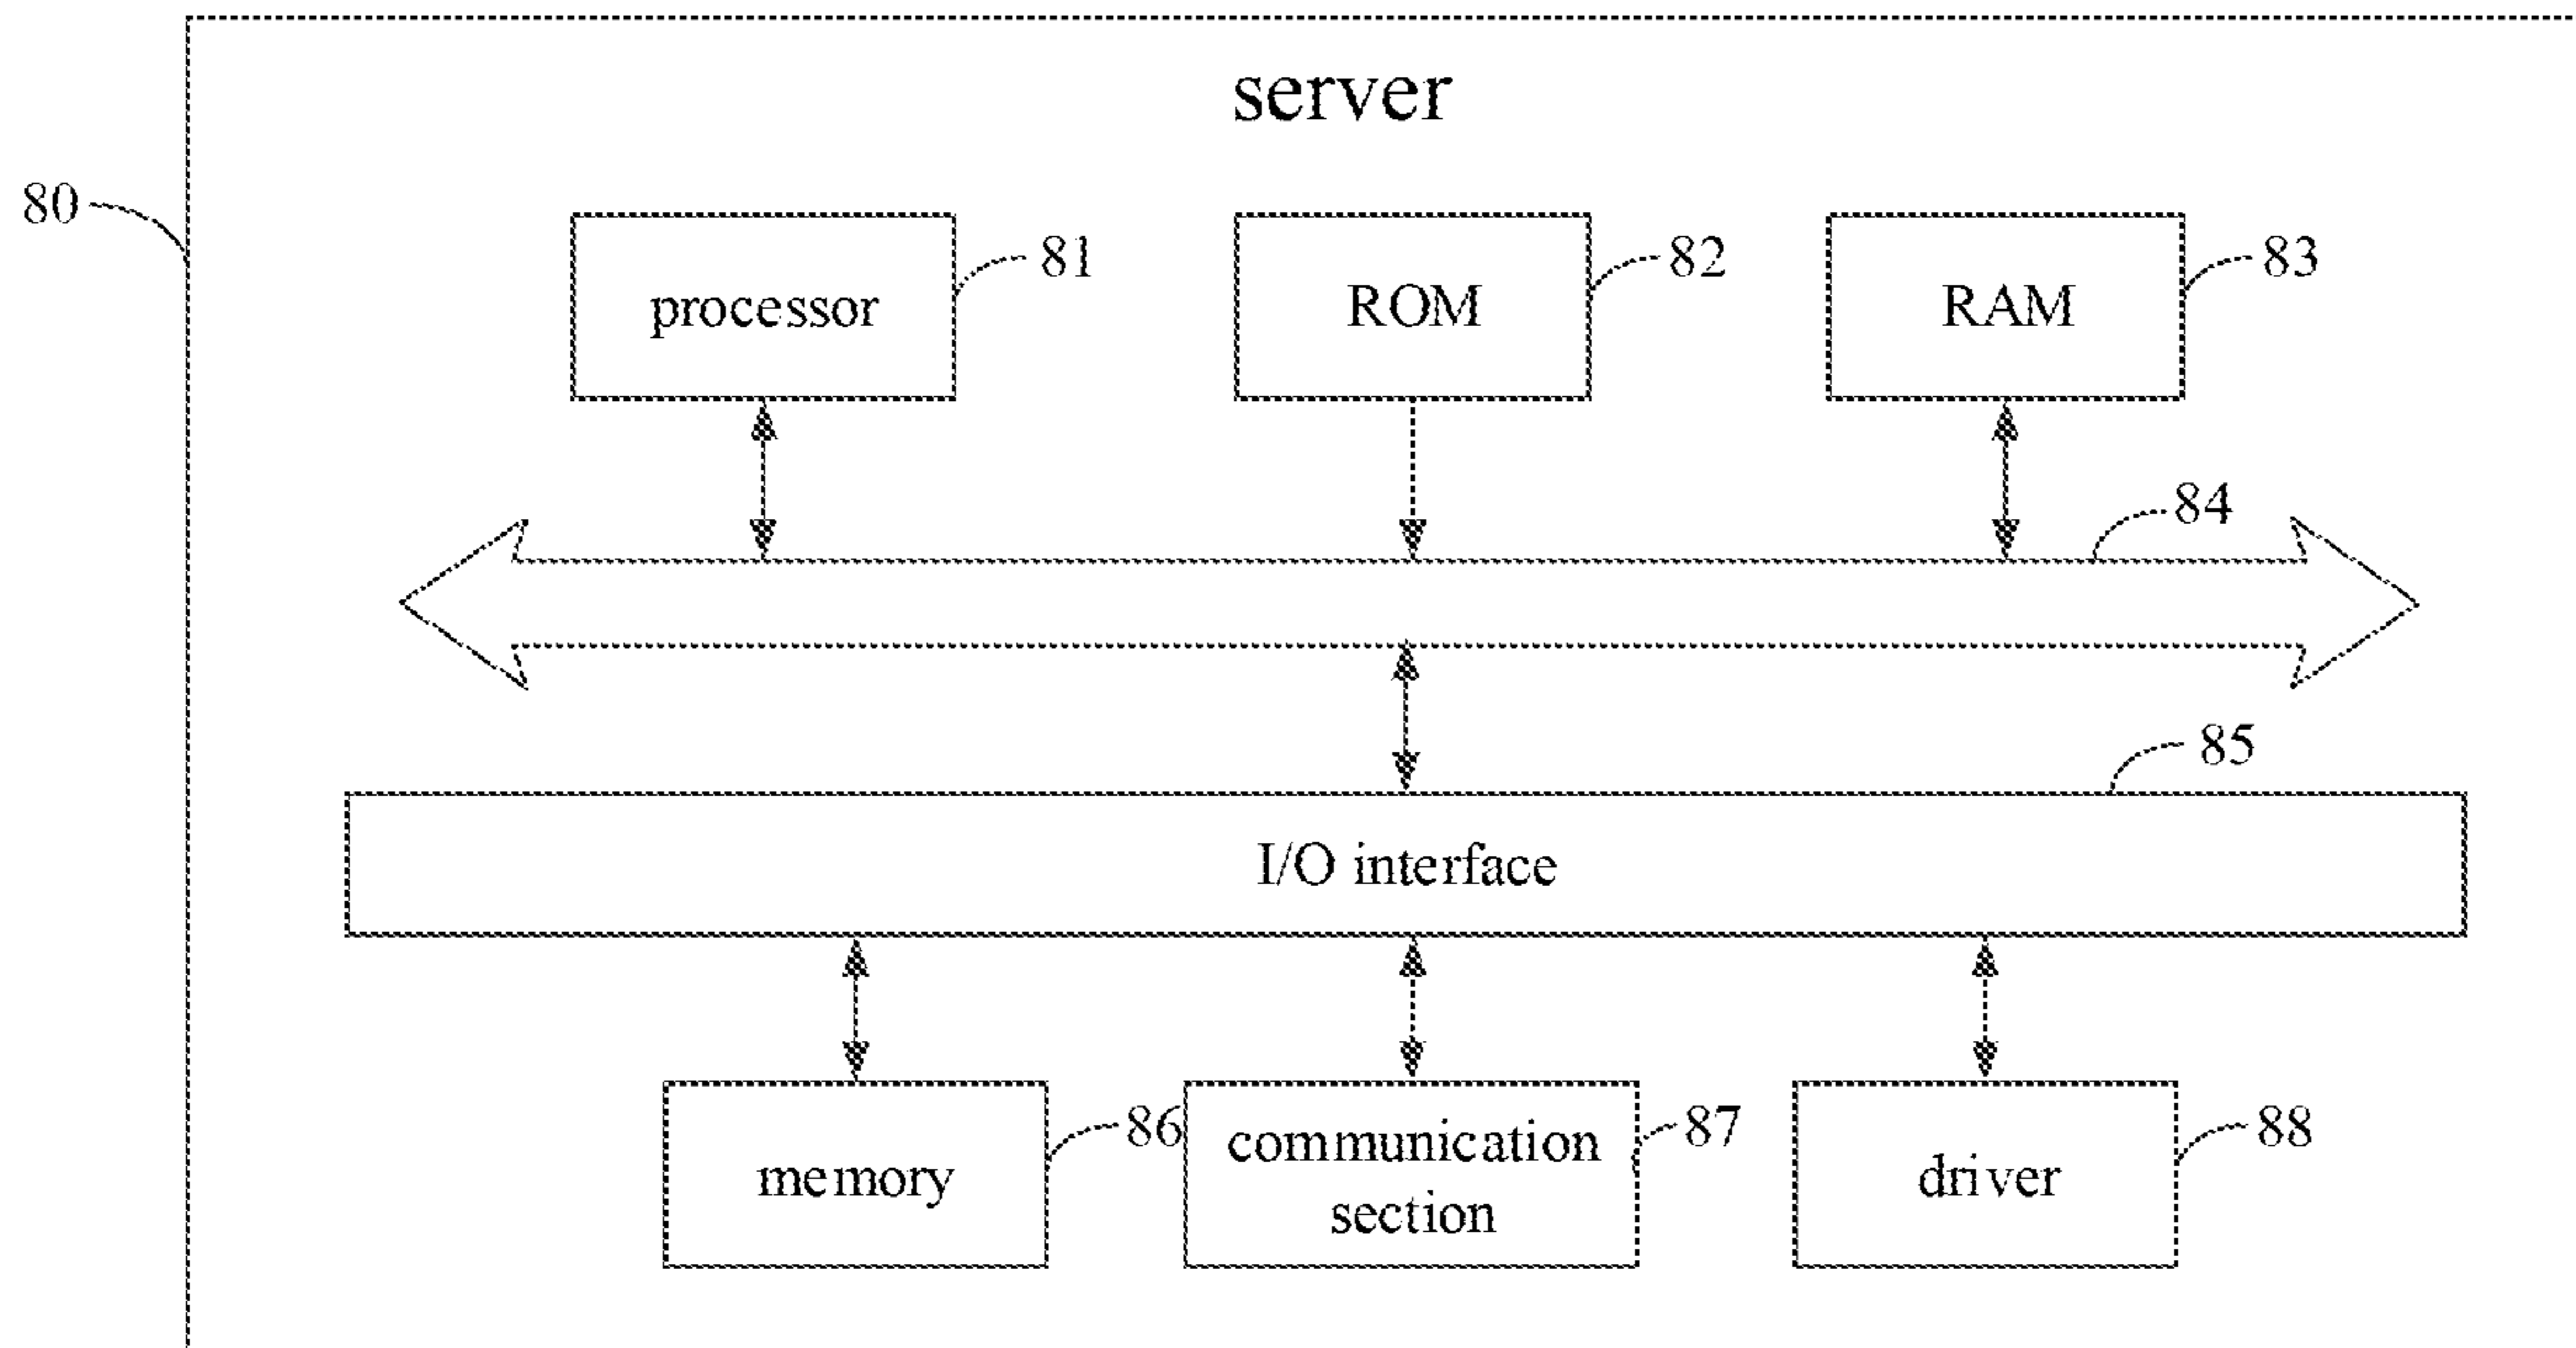 server
80
processor
81
ROM
82
RAM
83
84
85
I/O interface
memory
86
communication
section
87
driver
88